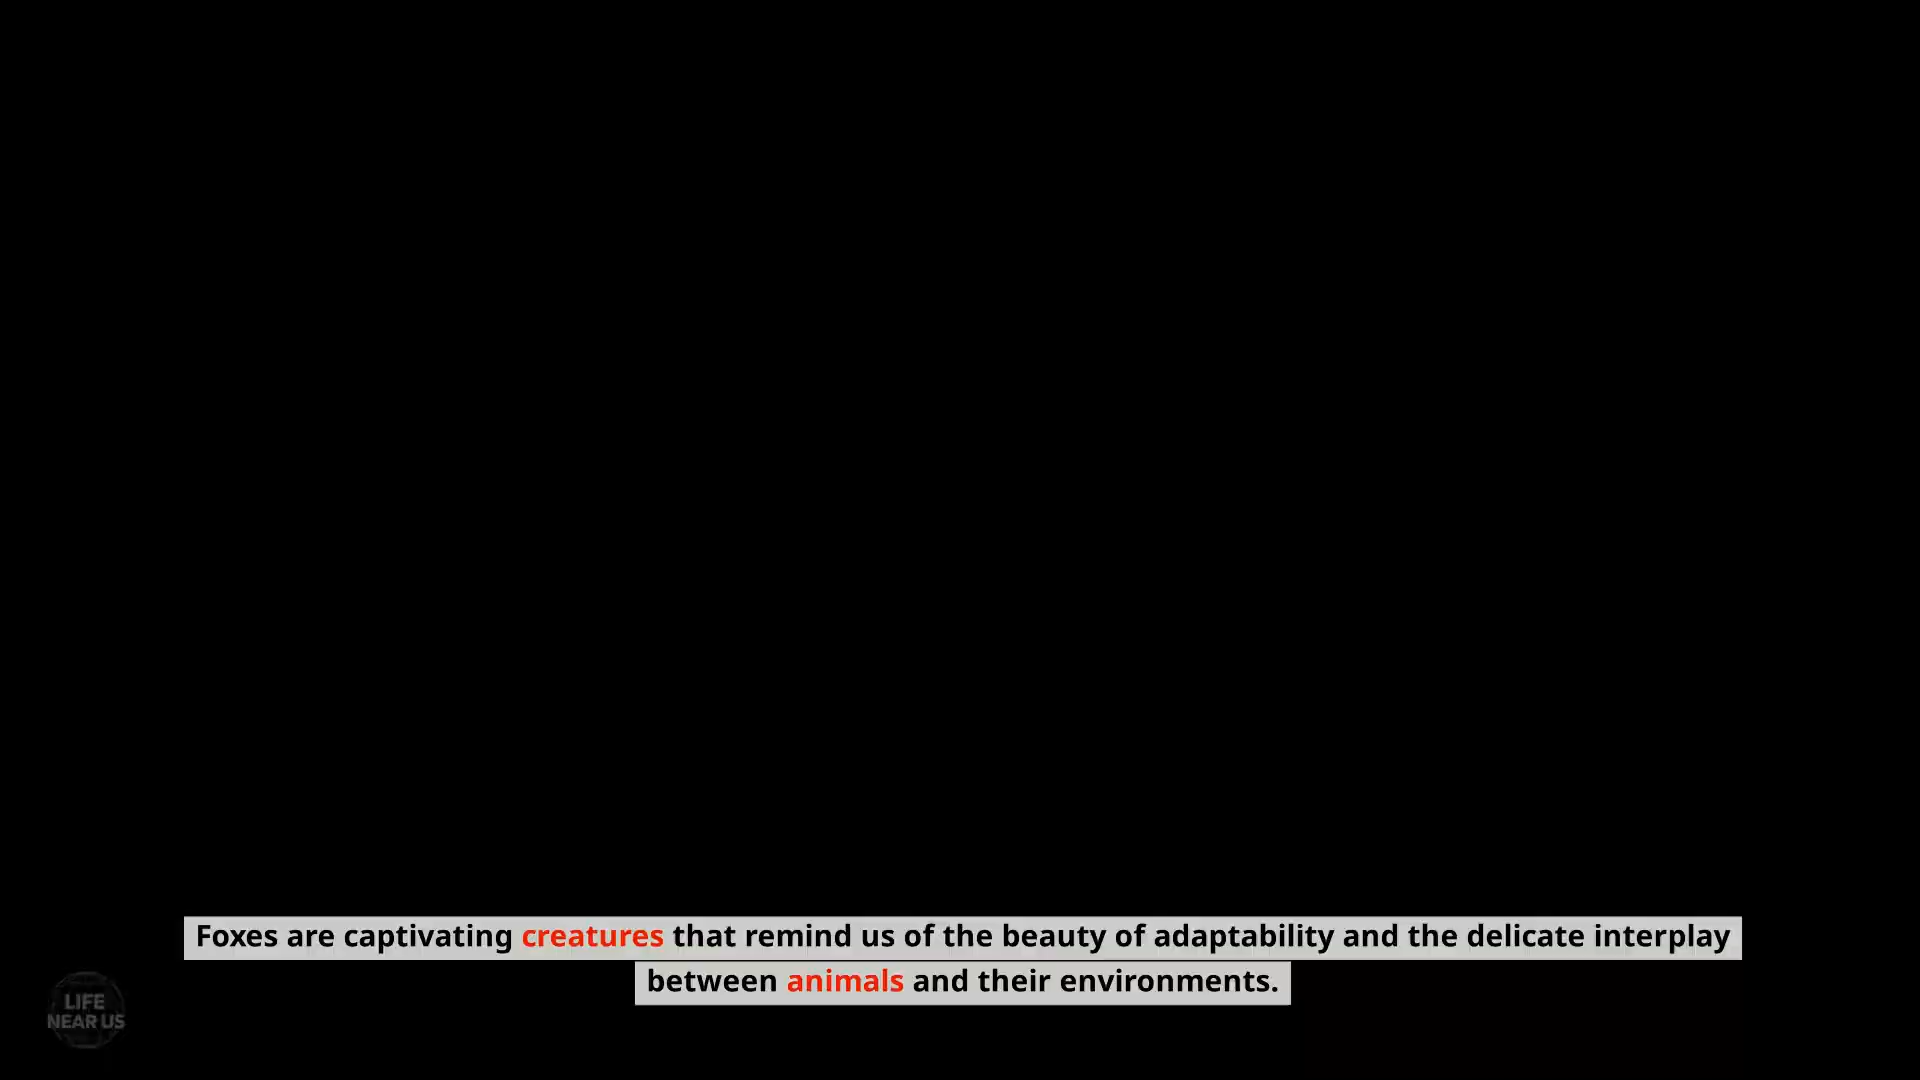 Foxes are captivating creatures that remind us of the beauty of adaptability and the delicate interplay
between animals and their environments.
LIFE
NEAR US